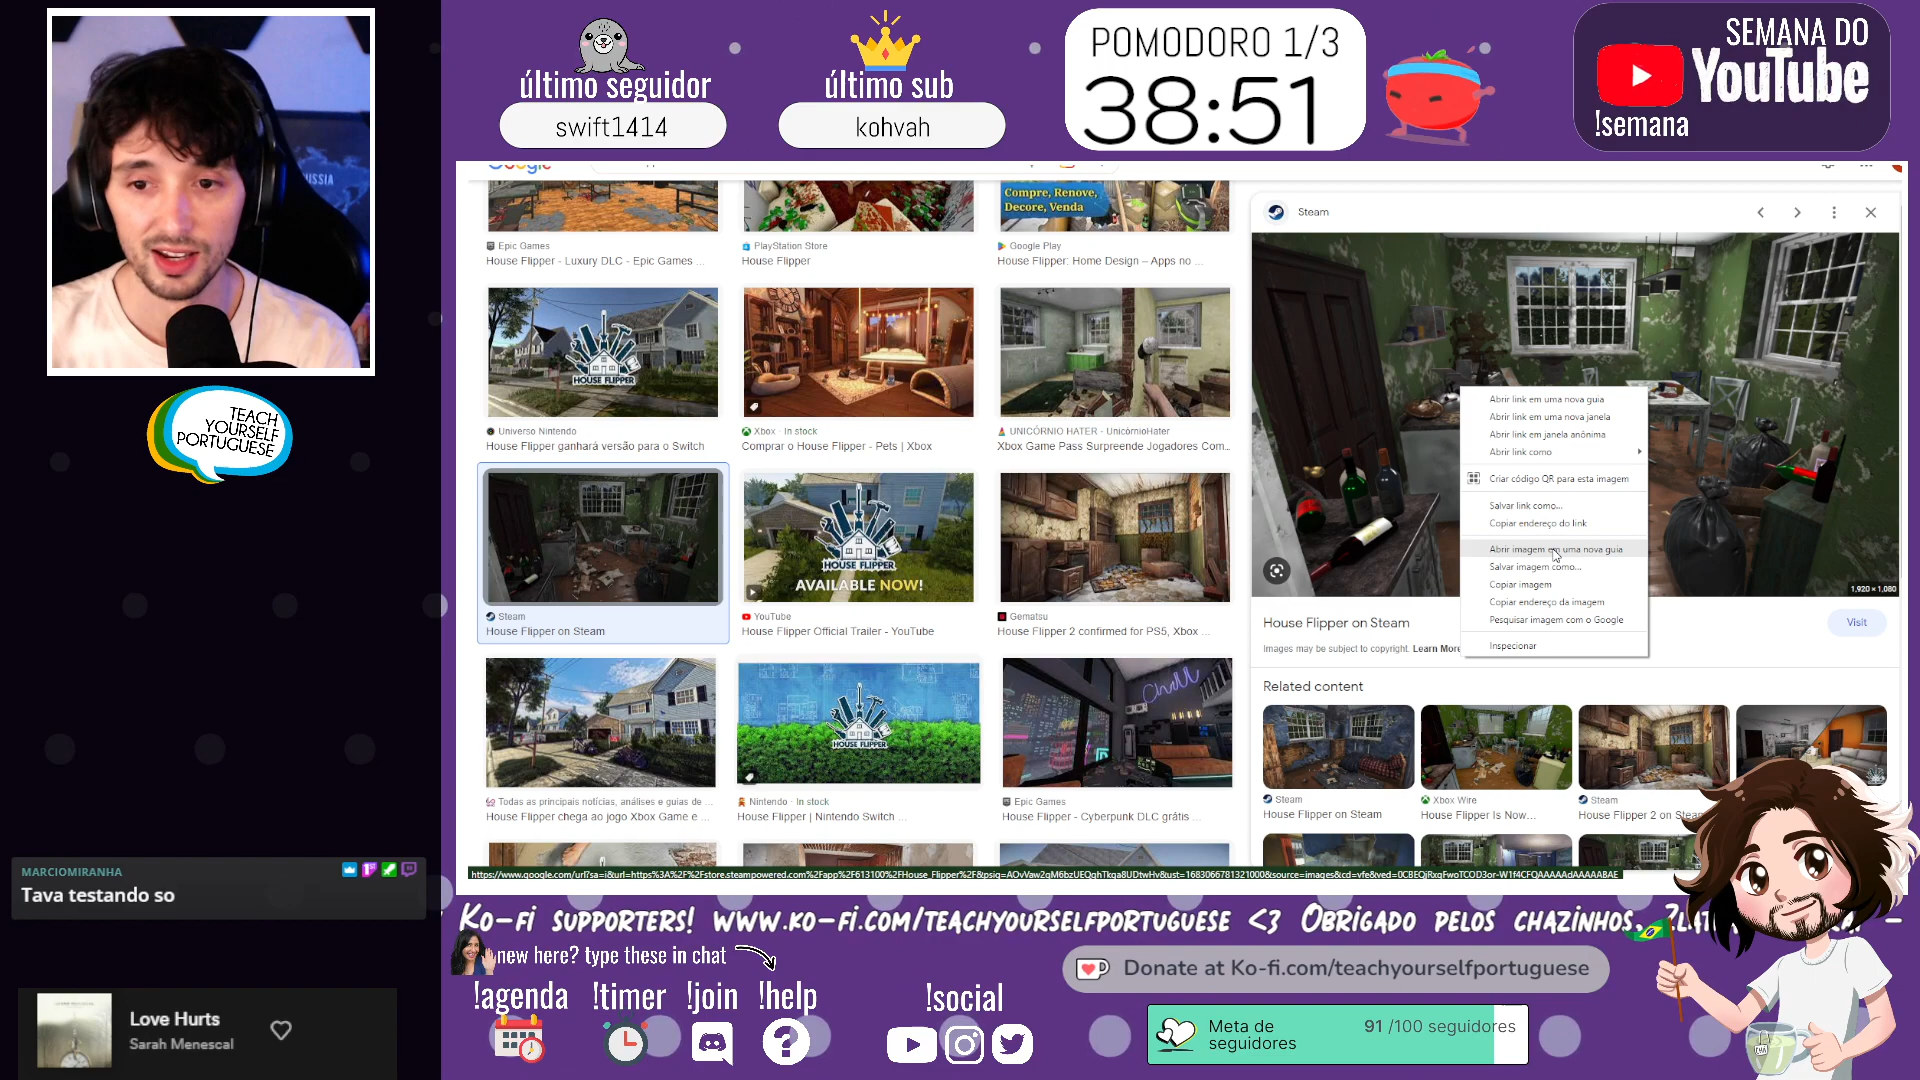 RUSSIA
TEACH
YOURSELF
PORTUGUESE
MARCIOMIRANHA
Tava testando so
Love Hurts
Sarah Menescal
último seguidor
swift1414
último sub
kohvah
POMODORO 1/3
38:51
SEMANA DO
YouTube
!semana
Google
Compre, Renove,
Decore, Venda
Epic Games
House Flipper - Luxury DLC - Epic Games ...
PlayStation Store
House Flipper
Google Play
House Flipper: Home Design – Apps no ...
HOUSE FLIPPER
Universo Nintendo
House Flipper ganhará versão para o Switch
Xbox · In stock
Comprar o House Flipper - Pets | Xbox
UNICÓRNIO HATER · UnicórnioHater
Xbox Game Pass Surpreende Jogadores Com...
Steam
House Flipper on Steam
HOUSE FLIPPER
AVAILABLE NOW!
YouTube
House Flipper Official Trailer - YouTube
Gematsu
House Flipper 2 confirmed for PS5, Xbox ...
Todas as principais notícias, análises e guias de ...
House Flipper chega ao jogo Xbox Game e ...
HOUSE FLIPPER
Nintendo · In stock
House Flipper | Nintendo Switch ...
Chill
Epic Games
House Flipper - Cyberpunk DLC grátis ...
Steam
Abrir link em uma nova guia
Abrir link em uma nova janela
Abrir link em janela anônima
Abrir link como
Criar código QR para esta imagem
Salvar link como...
Copiar endereço do link
Abrir imagem em uma nova guia
Salvar imagem como...
Copiar imagem
Copiar endereço da imagem
Pesquisar imagem com o Google
Inspecionar
1,920 × 1,080
House Flipper on Steam
Visit
Images may be subject to copyright. Learn More
Related content
Steam
House Flipper on Steam
Xbox Wire
House Flipper Is Now...
Steam
House Flipper 2 on Steam
Ko-fi supporters! www.ko-fi.com/teachyourselfportuguese <3 Obrigado pelos chazinhos,
new here? type these in chat
!agenda
!timer
!join
!help
!social
Donate at Ko-fi.com/teachyourselfportuguese
Meta de
seguidores
91 /100 seguidores